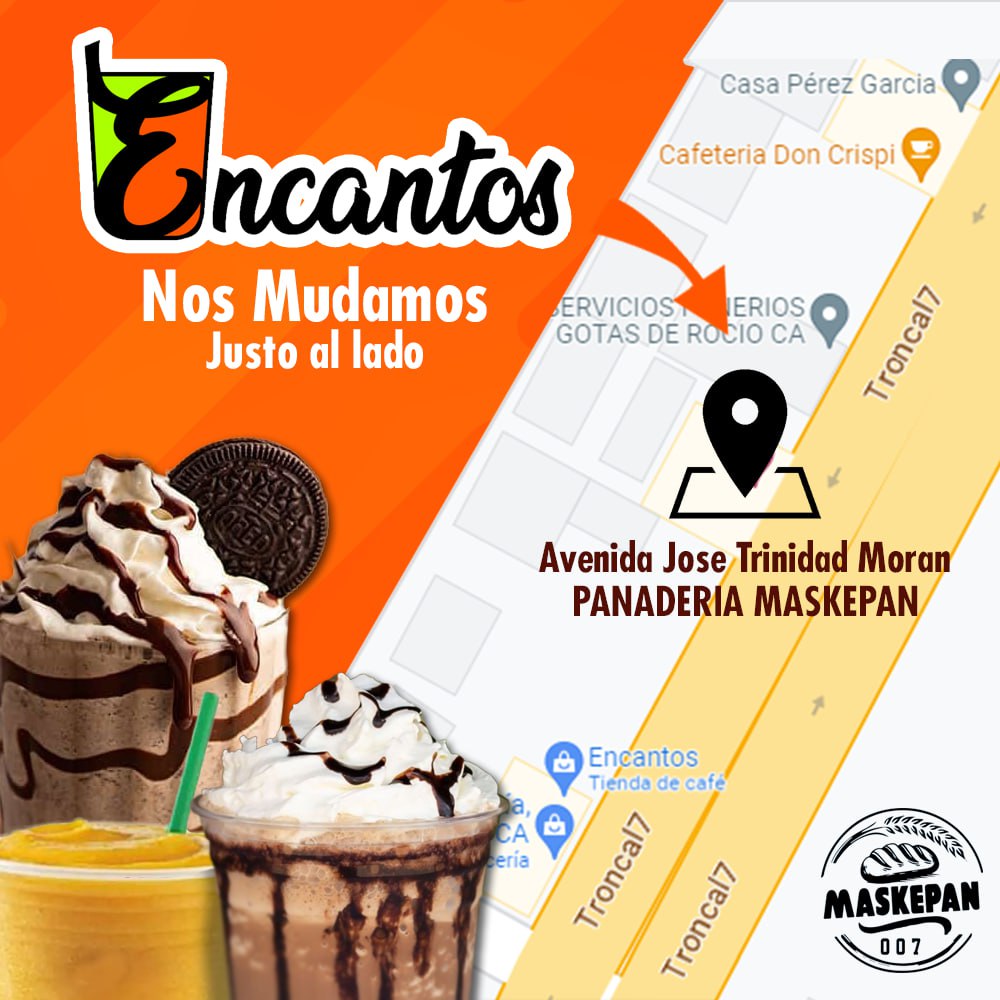 Encantos
Nos Mudamos
Justo al lado
Casa Pérez Garcia
Cafeteria Don Crispi
GOTAS DE ROCIO CA
Troncal7
Avenida Jose Trinidad Moran
PANADERIA MASKEPAN
Encantos
Tienda de café
CA
Troncal7
Troncal7
MASKEPAN
007